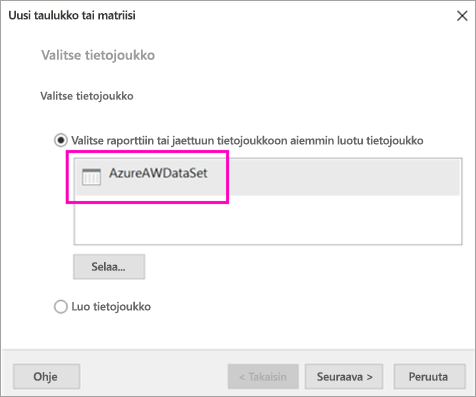 Uusi taulukko tai matriisi
Valitse tietojoukko
Valitse tietojoukko
Valitse raporttiin tai jaettuun tietojoukkoon aiemmin luotu tietojoukko
AzureAWDataSet
Selaa...
Luo tietojoukko
Ohje
< Takaisin
Seuraava >
Peruuta